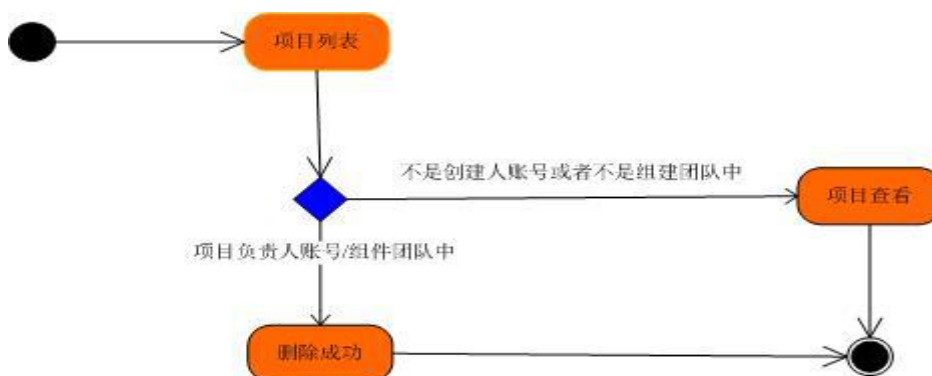 项目列表
不是创建人账号或者不是组建团队中
项目查看
项目负责人账号/组件团队中
删除成功